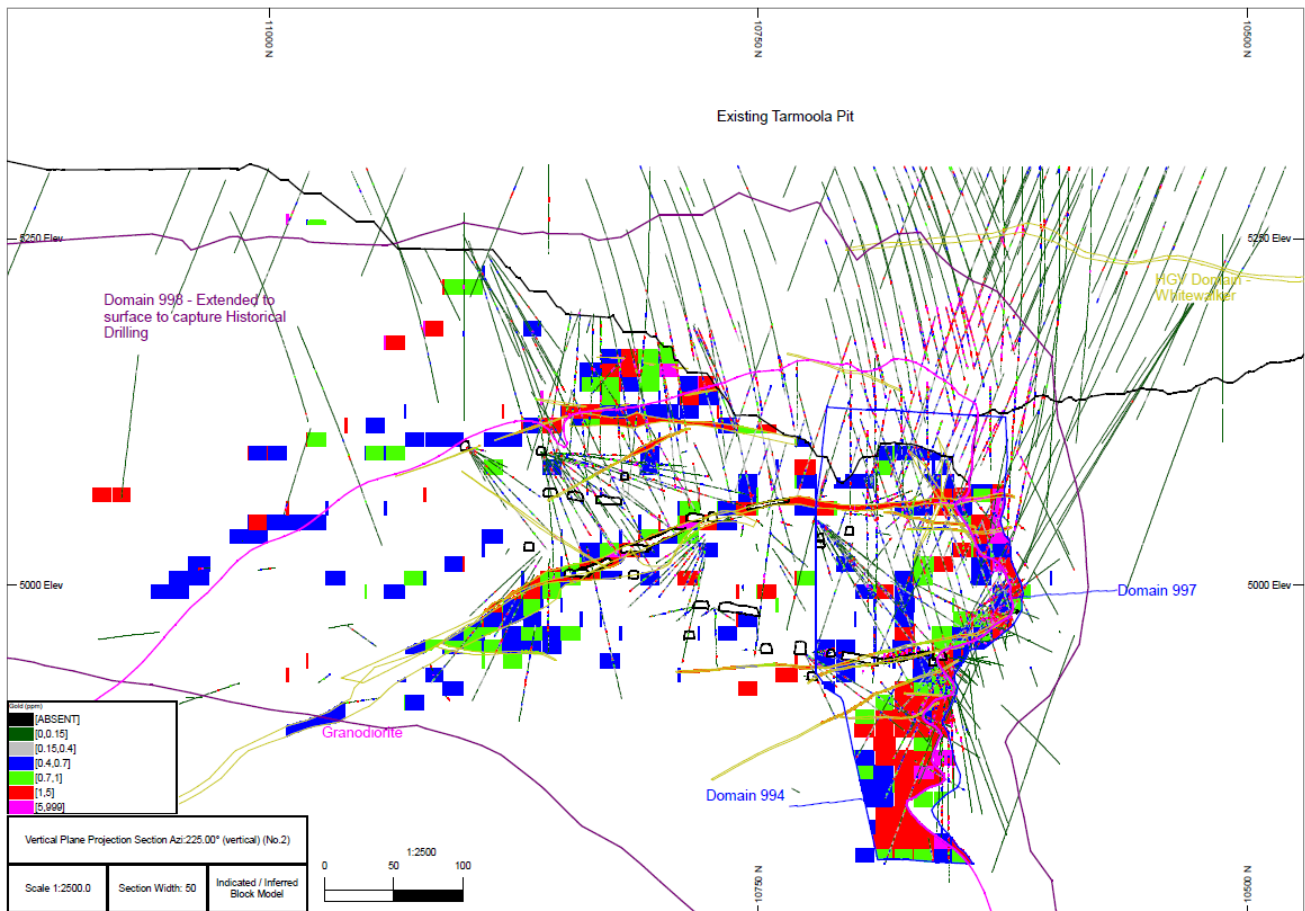 11000 N
10750 N
10500 N
Existing Tarmoola Pit
5250 Elev
5250 Elev
HGV Domain -
Whitewalker
Domain 998 - Extended to
surface to capture Historical
Drilling
5000 Elev
5000 Elev
Domain 997
Gold (ppm)
[ABSENT]
[0,0.15]
[0.15,0.4]
[0.4,0.7]
[0.7,1]
[1,5]
[5,999]
Granodiorite
Domain 994
Vertical Plane Projection Section Azi:225.00° (vertical) (No.2)
Scale 1:2500.0
Section Width: 50
Indicated / Inferred
Block Model
1:2500
0
50
100
10750 N
10500 N